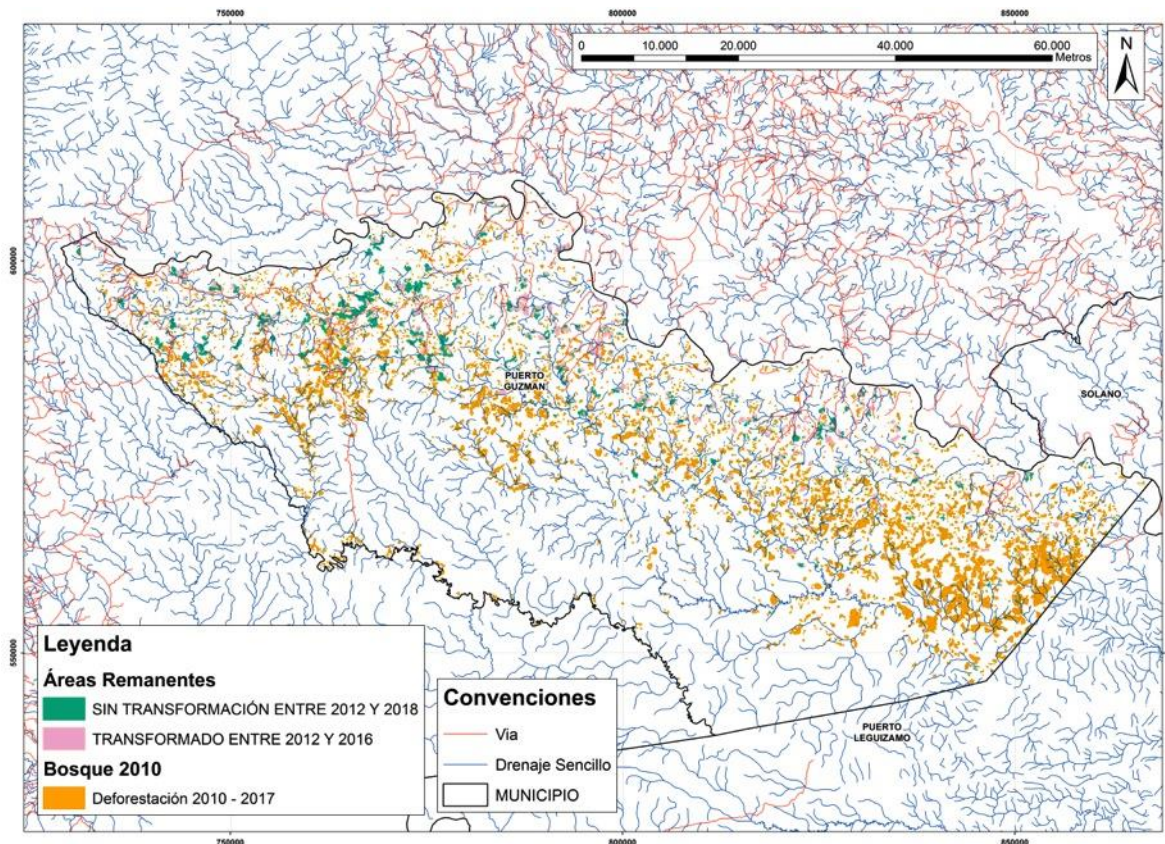 750000
800000
850000
0
10.000
20.000
40.000
60.000
Metros
N
600000
600000
PUERTO
GUZMAN
SOLANO
550000
550000
PUERTO
LEGUIZAMO
Leyenda
Áreas Remanentes
SIN TRANSFORMACIÓN ENTRE 2012 Y 2018
TRANSFORMADO ENTRE 2012 Y 2016
Bosque 2010
Deforestación 2010 - 2017
Convenciones
Via
Drenaje Sencillo
MUNICIPIO
750000
800000
850000